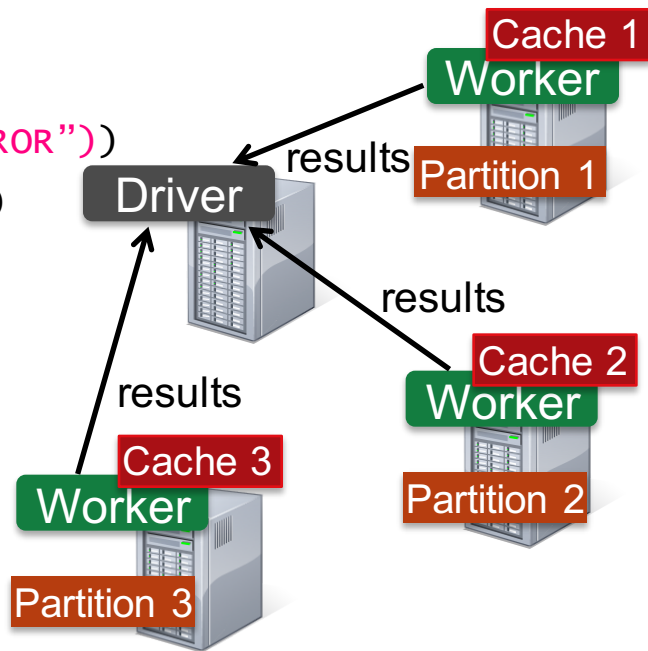 Cache 1
Worker
ROR”))
results
Partition 1
)
Driver
results
Cache 2
Worker
results
Cache 3
Partition 2
Worker
Partition 3